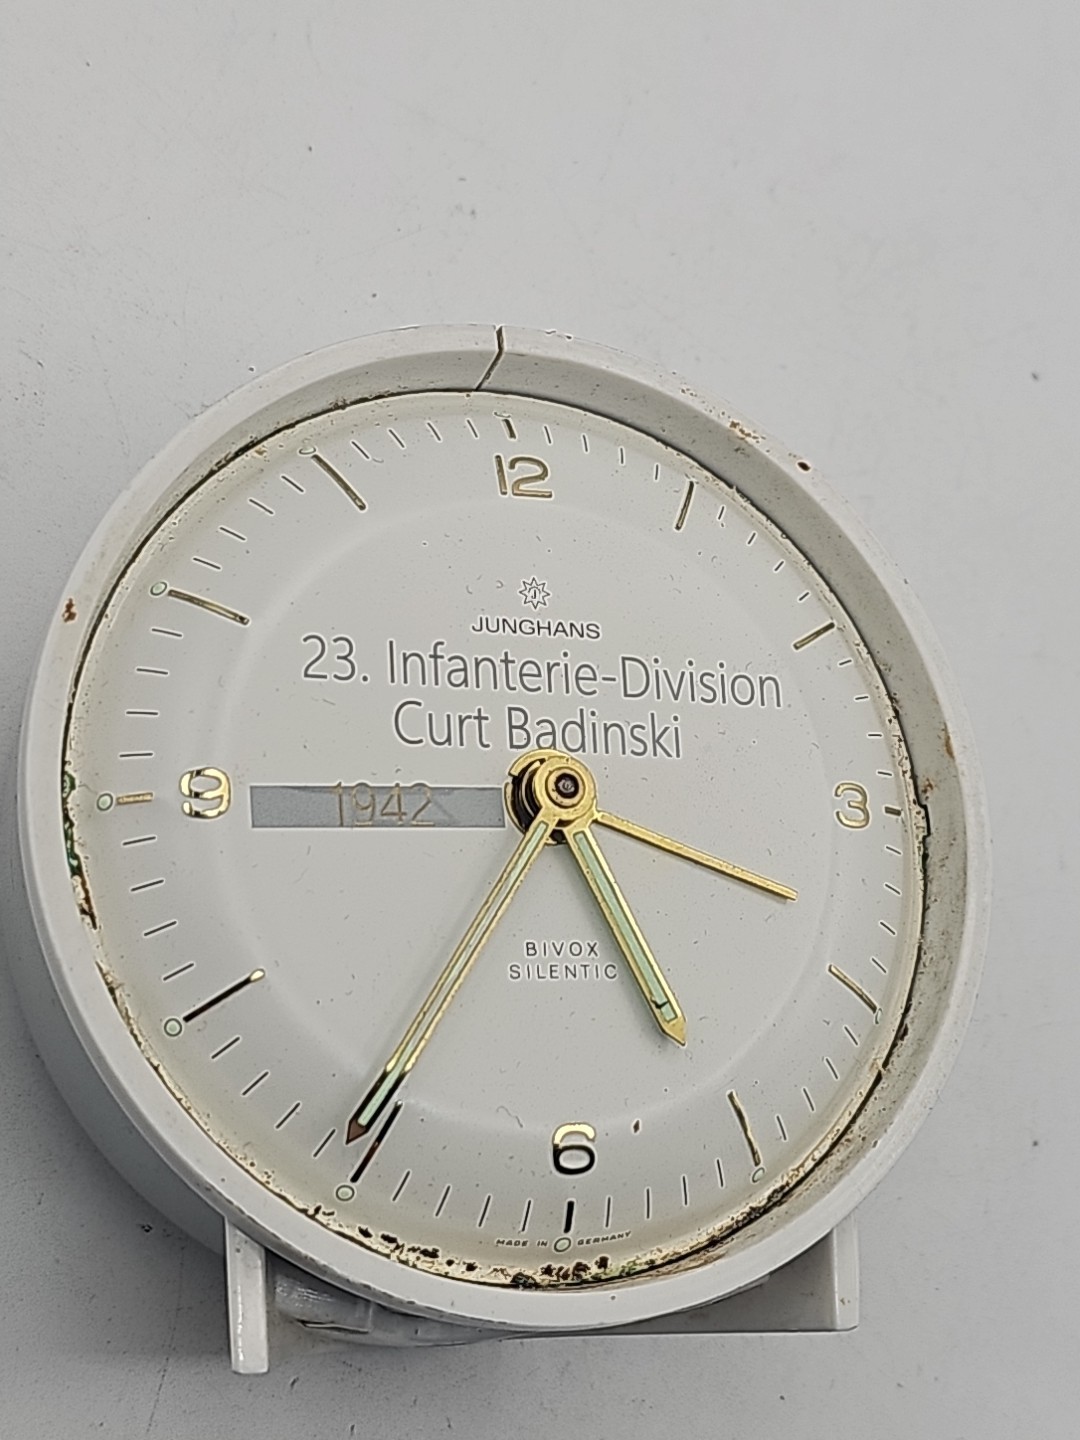 12
J
JUNGHANS
23. Infanterie-Division
Curt Badinski
9
1942
3
BIVOX
SILENTIC
6
MADE IN GERMANY